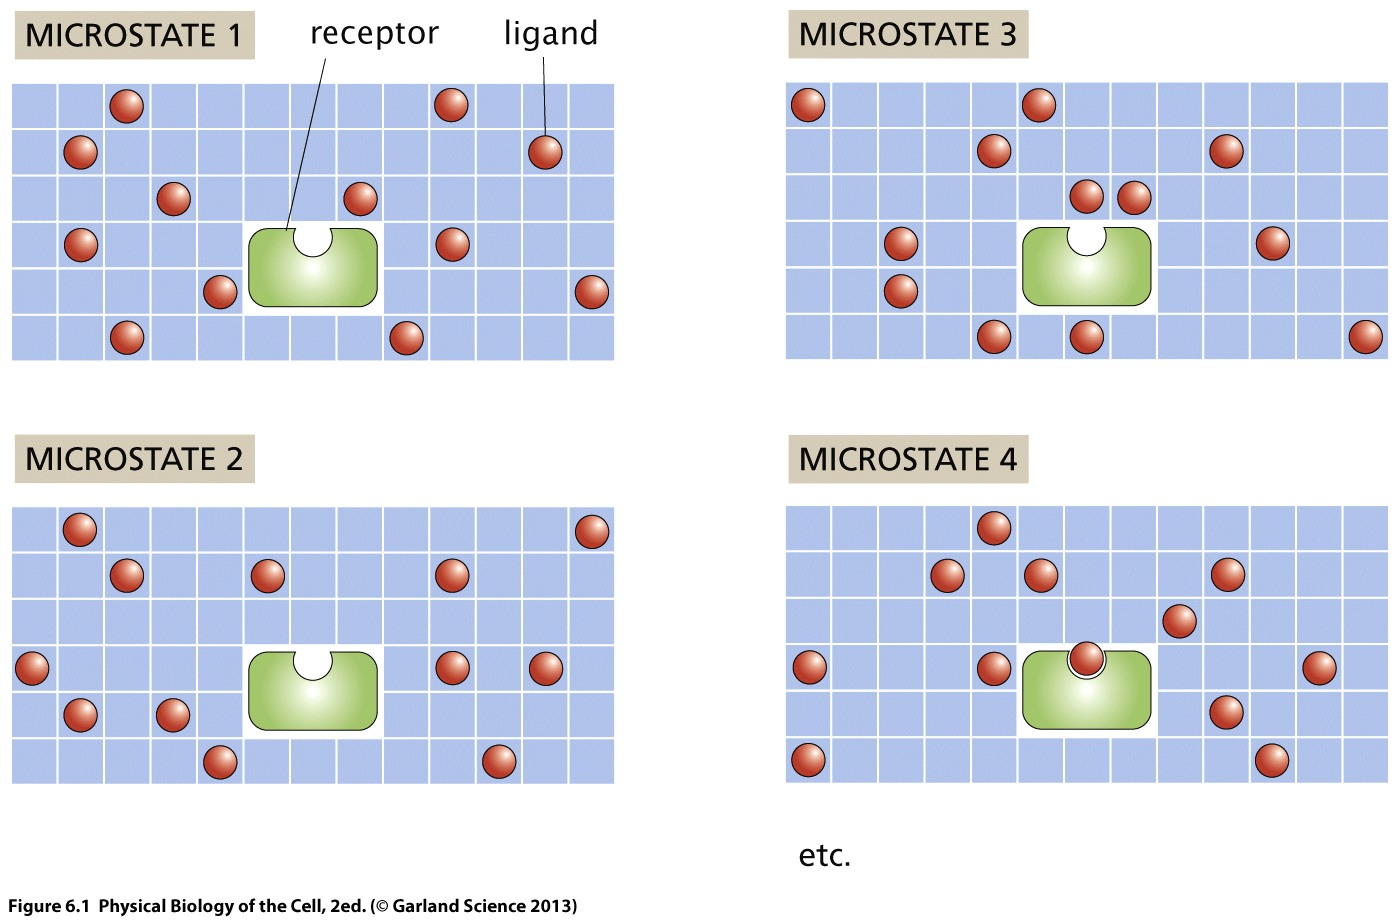 MICROSTATE 1
receptor
ligand
MICROSTATE 3
MICROSTATE 2
MICROSTATE 4
etc.
Figure 6.1 Physical Biology of the Cell, 2ed. (© Garland Science 2013)